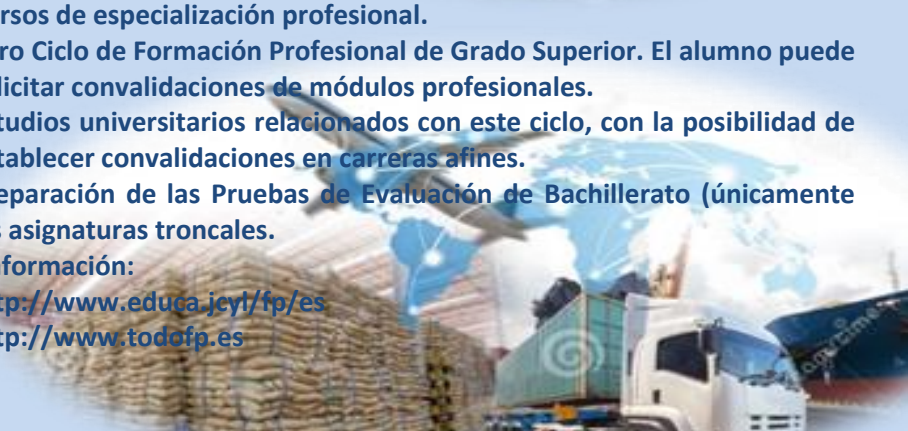 rsos de especialización profesional.
ro Ciclo de Formación Profesional de Grado Superior. El alumno puede
licitar convalidaciones de módulos profesionales.
tudios universitarios relacionados con este ciclo, con la posibilidad de
tablecer convalidaciones en carreras afines.
eparación de las Pruebas de Evaluación de Bachillerato (únicamente
s asignaturas troncales.
nformación:
tp://www.educa.jcyl/fp/es
tp://www.todofp.es